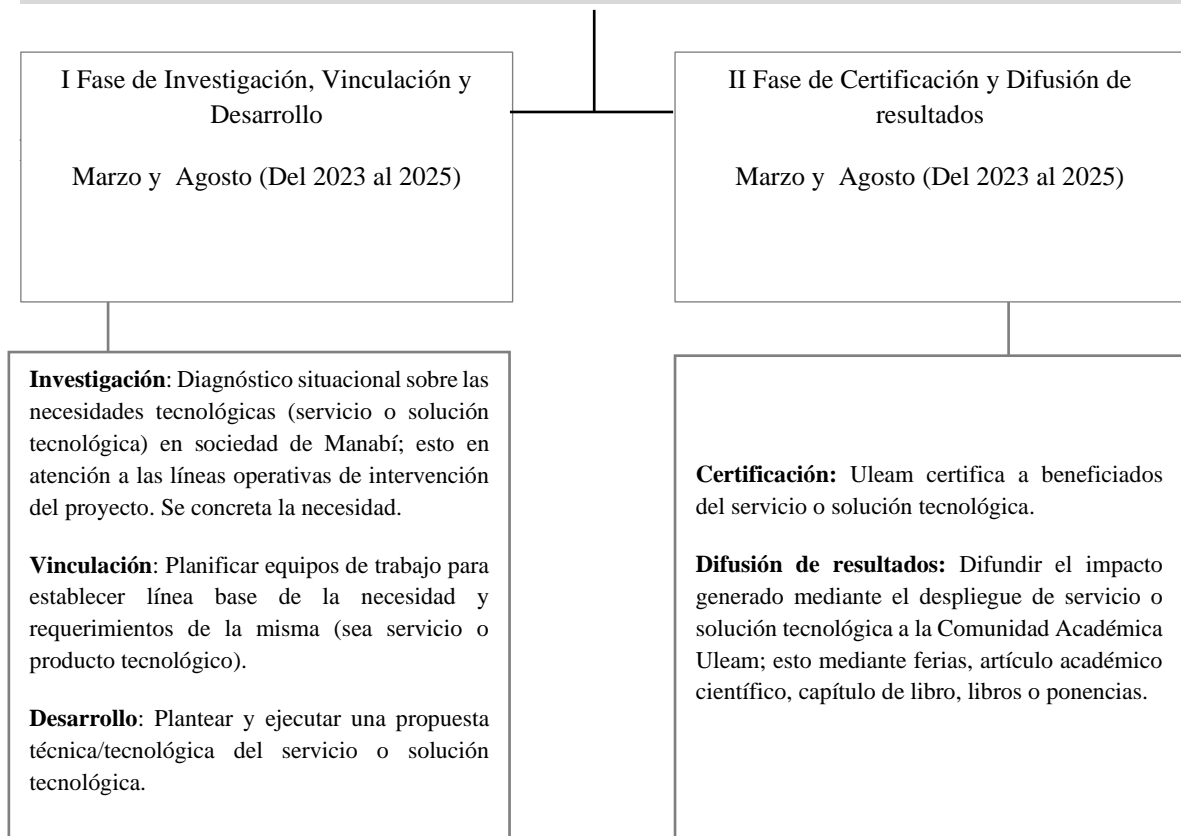 I Fase de Investigación, Vinculación y
Desarrollo
Marzo y Agosto (Del 2023 al 2025)
II Fase de Certificación y Difusión de
resultados
Marzo y Agosto (Del 2023 al 2025)
Investigación: Diagnóstico situacional sobre las
necesidades tecnológicas (servicio o solución
tecnológica) en sociedad de Manabí; esto en
atención a las líneas operativas de intervención
del proyecto. Se concreta la necesidad.
Vinculación: Planificar equipos de trabajo para
establecer línea base de la necesidad y
requerimientos de la misma (sea servicio o
producto tecnológico).
Desarrollo: Plantear y ejecutar una propuesta
técnica/tecnológica del servicio o solución
tecnológica.
Certificación: Uleam certifica a beneficiados
del servicio o solución tecnológica.
Difusión de resultados: Difundir el impacto
generado mediante el despliegue de servicio o
solución tecnológica a la Comunidad Académica
Uleam; esto mediante ferias, artículo académico
científico, capítulo de libro, libros o ponencias.